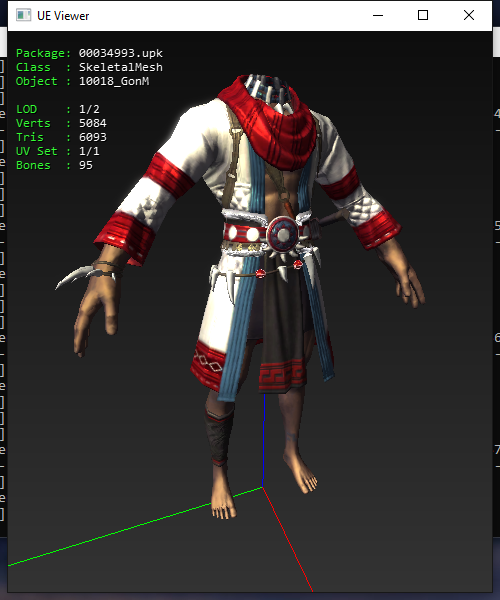 UE Viewer
Package: 00034993.upk
Class  : SkeletalMesh
Object : 10018_GonM
LOD    : 1/2
Verts  : 5084
Tris   : 6093
UV Set : 1/1
Bones  : 95